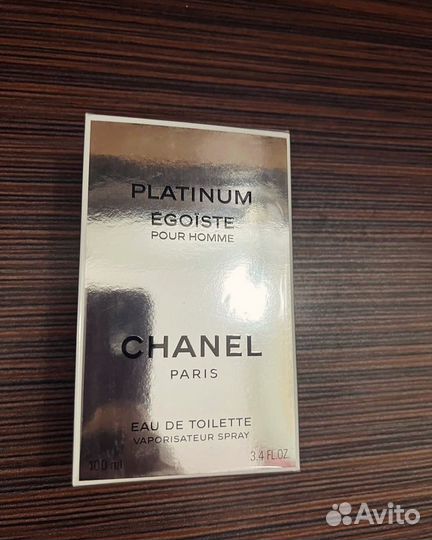 PLATINUM
ÉGOÏSTE
POUR HOMME
CHANEL
PARIS
EAU DE TOILETTE
VAPORISATEUR SPRAY
100 ml 3.4 FL.OZ.
Avito